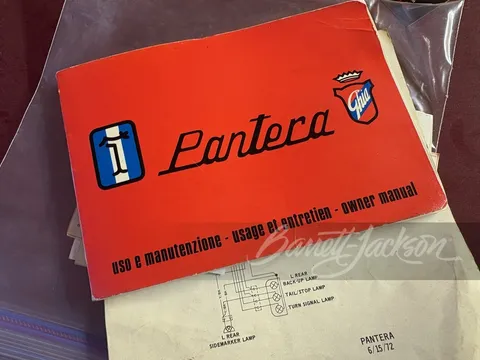 Pantera
Ghia
uso e manutenzione - usage et entretien - owner manual
Barrett-Jackson
L REAR
BACK-UP LAMP
TAIL/STOP LAMP
TURN SIGNAL LAMP
L REAR
SIDEMARKER LAMP
PANTERA
6/15/72